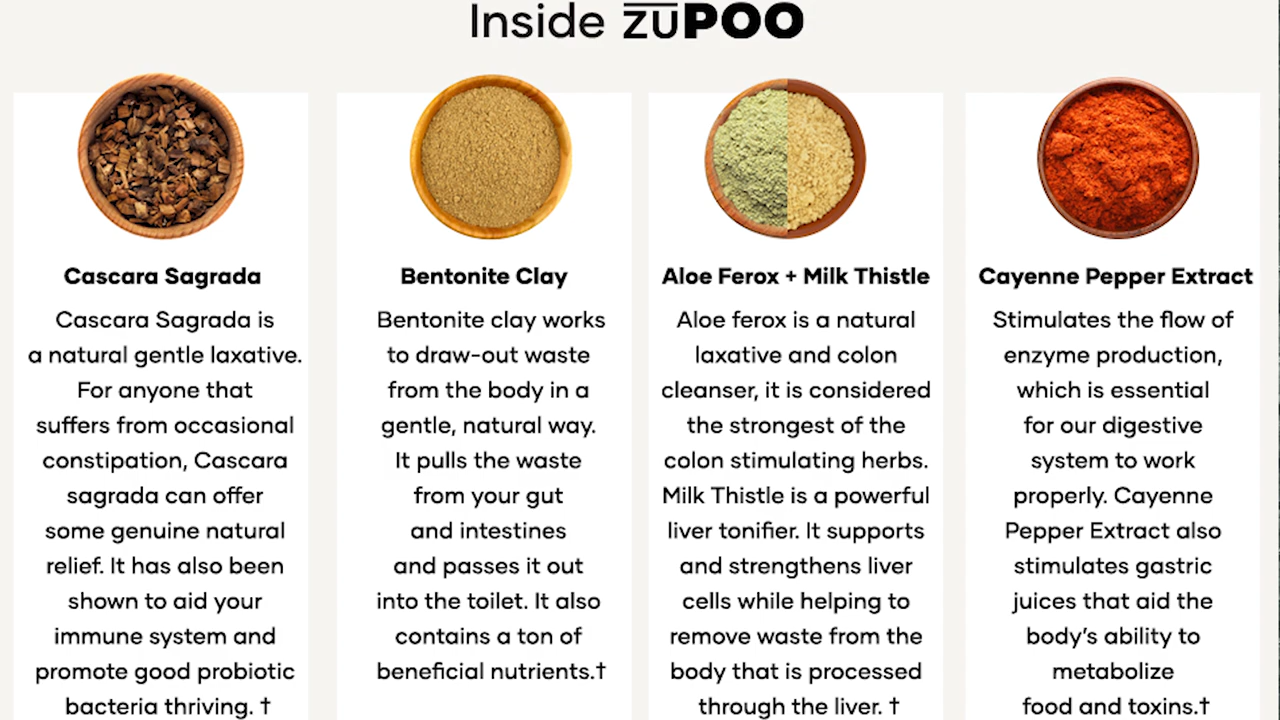 Inside zūPOO
Cascara Sagrada
Cascara Sagrada is
a natural gentle laxative.
For anyone that
suffers from occasional
constipation, Cascara
sagrada can offer
some genuine natural
relief. It has also been
shown to aid your
immune system and
promote good probiotic
bacteria thriving. †
Bentonite Clay
Bentonite clay works
to draw-out waste
from the body in a
gentle, natural way.
It pulls the waste
from your gut
and intestines
and passes it out
into the toilet. It also
contains a ton of
beneficial nutrients.†
Aloe Ferox + Milk Thistle
Aloe ferox is a natural
laxative and colon
cleanser, it is considered
the strongest of the
colon stimulating herbs.
Milk Thistle is a powerful
liver tonifier. It supports
and strengthens liver
cells while helping to
remove waste from the
body that is processed
through the liver. †
Cayenne Pepper Extract
Stimulates the flow of
enzyme production,
which is essential
for our digestive
system to work
properly. Cayenne
Pepper Extract also
stimulates gastric
juices that aid the
body's ability to
metabolize
food and toxins.†